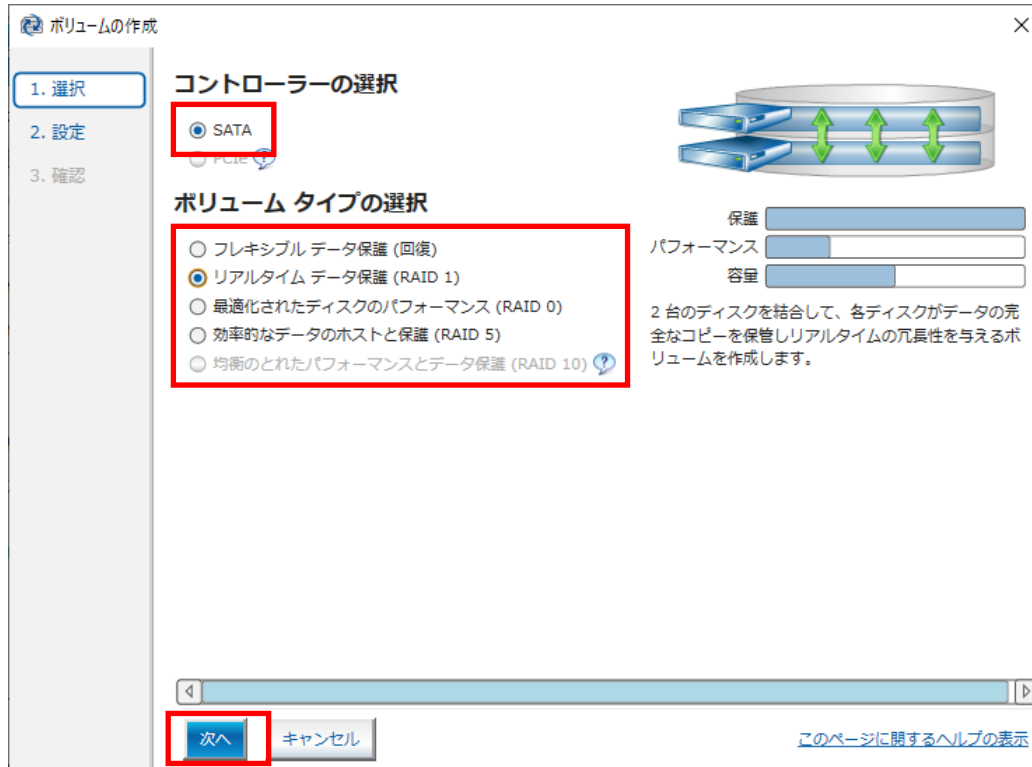 ボリュームの作成
1. 選択
2. 設定
3. 確認
コントローラーの選択
SATA
PCIe
ボリューム タイプの選択
フレキシブル データ保護 (回復)
リアルタイム データ保護 (RAID 1)
最適化されたディスクのパフォーマンス (RAID 0)
効率的なデータのホストと保護 (RAID 5)
均衡のとれたパフォーマンスとデータ保護 (RAID 10)
保護
パフォーマンス
容量
2 台のディスクを結合して、各ディスクがデータの完
全なコピーを保管しリアルタイムの冗長性を与えるボ
リュームを作成します。
次へ
キャンセル
このページに関するヘルプの表示